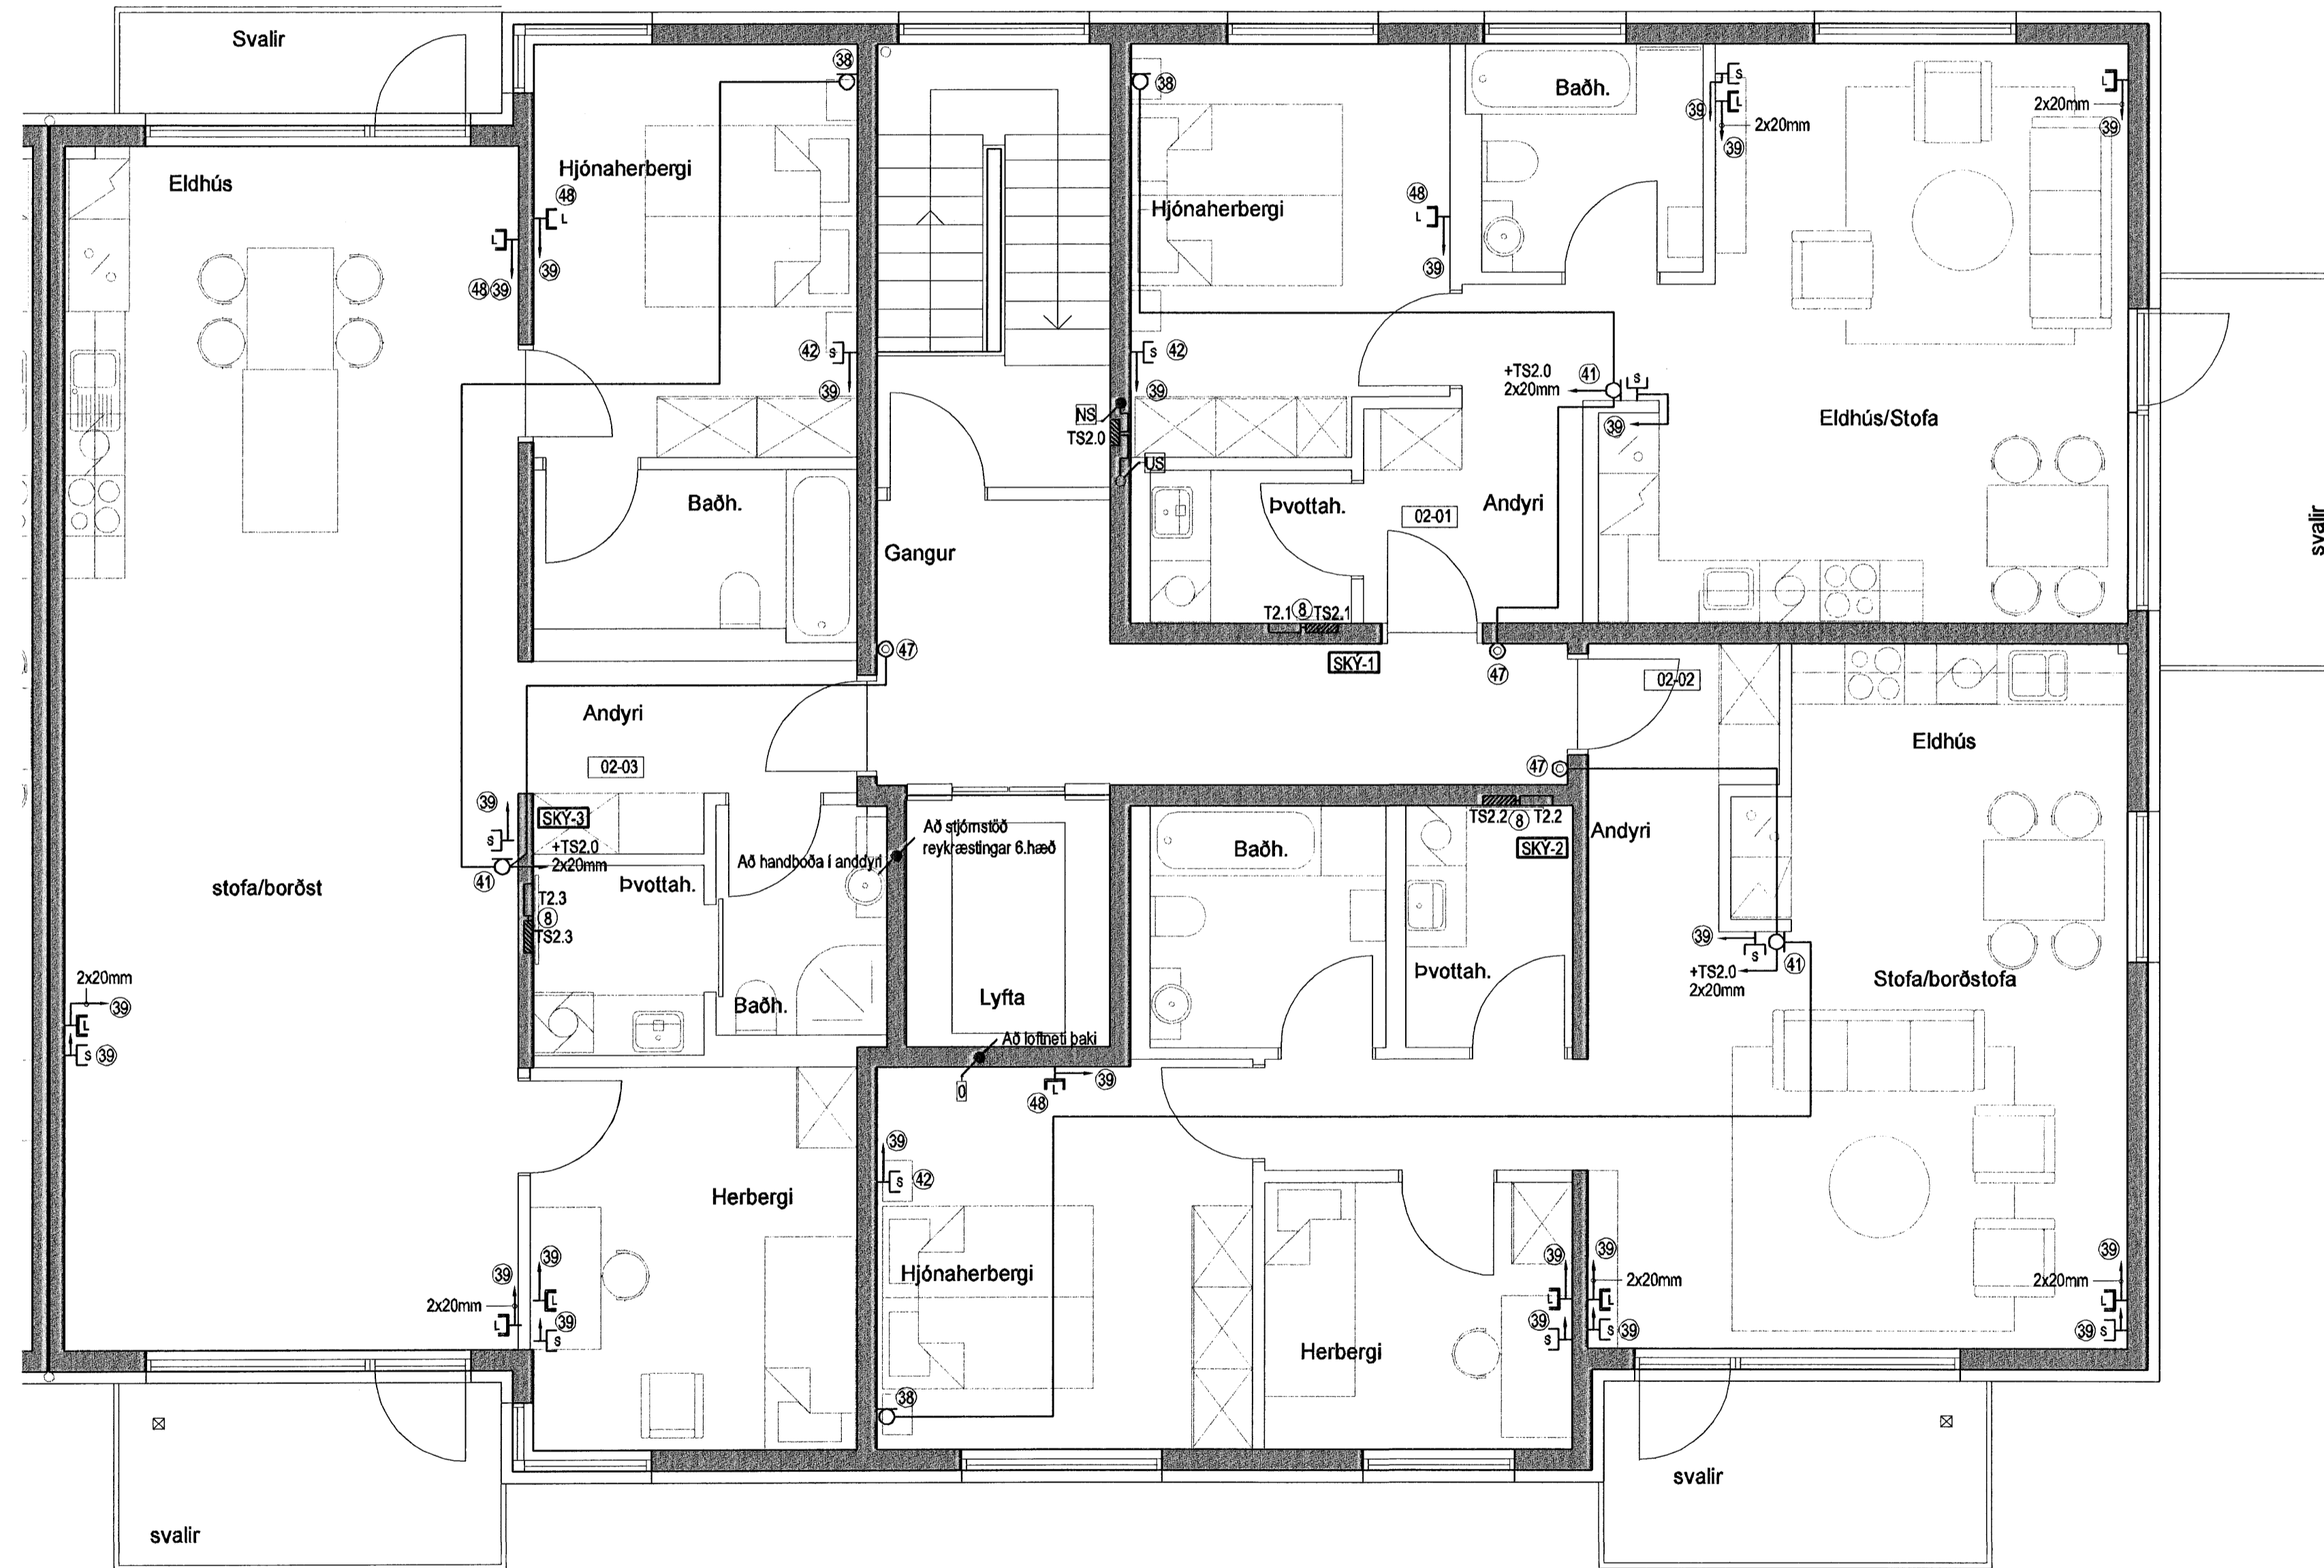 Svalir
38
38
Baðh.
S
39
L
2x20mm
39
L
2x20mm
39
Eldhús
Hjónaherbergi
48
L
39
L
48 39
Hjónaherbergi
48
L
39
42 S
39
S 42
39
NS
TS2.0
US
+TS2.0
2x20mm
41
S
39
Eldhús/Stofa
Baðh.
Þvottah.
02-01
Andyri
svalir
Gangur
T2.1 8 TS2.1
SKÝ-1
47
47
02-02
Andyri
02-03
47
Eldhús
39
S
SKÝ-3
+TS2.0
2x20mm
41
Að stjórnstöð
reykræstingar 6.hæð
Að handboða í anddyri
TS2.2 8 T2.2
SKÝ-2
Andyri
Baðh.
stofa/borðst
Þvottah.
T2.3
8
TS2.3
39
S
41
+TS2.0
2x20mm
Þvottah.
Stofa/borðstofa
2x20mm
39
L
S 39
Baðh.
Lyfta
Að loftneti þaki
0
L
39
48
39
S 42
Herbergi
Hjónaherbergi
39
2x20mm
L
39
L
39
S
39
L
39
S
39
2x20mm
L
S 39
39
2x20mm
L
39 S
Herbergi
38
svalir
svalir